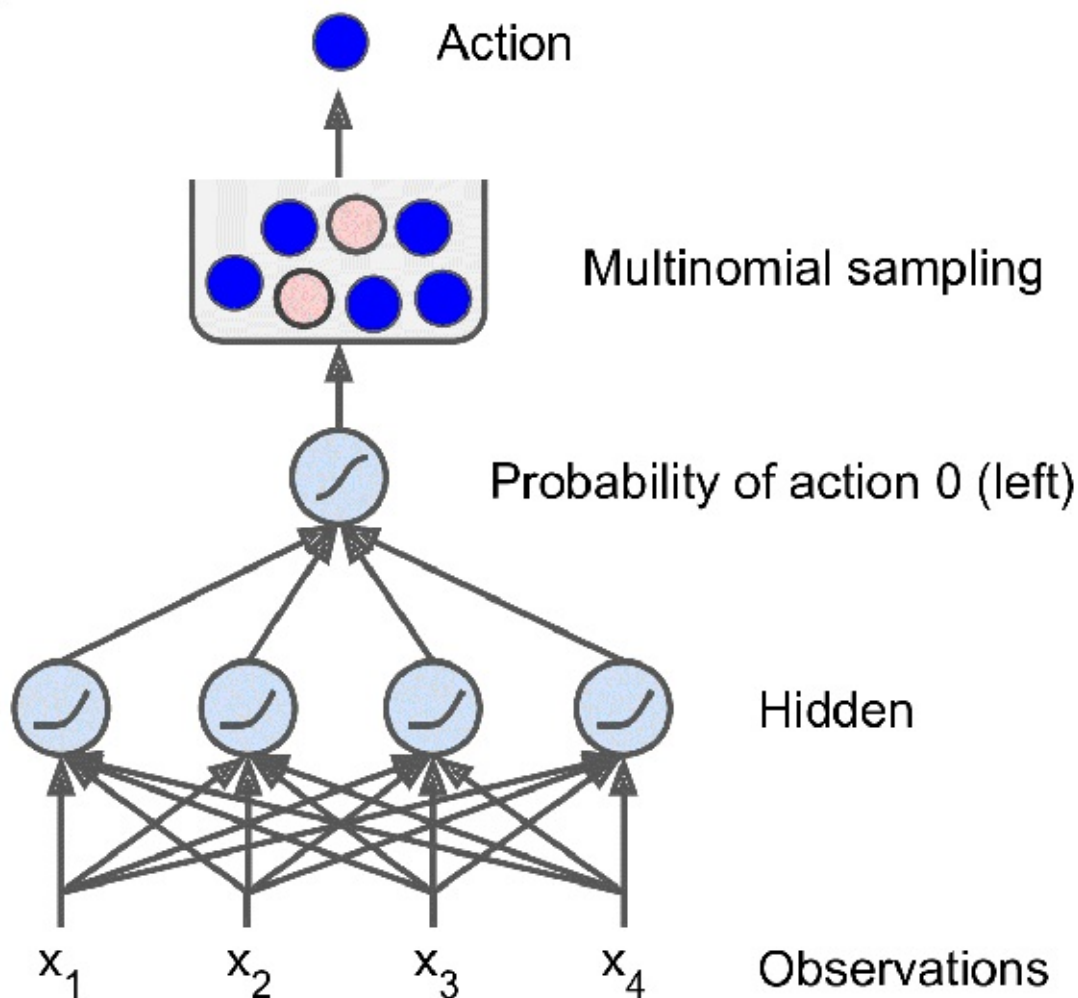 Action
Multinomial sampling
Probability of action 0 (left)
Hidden
x₁ x₂ x₃ x₄ Observations